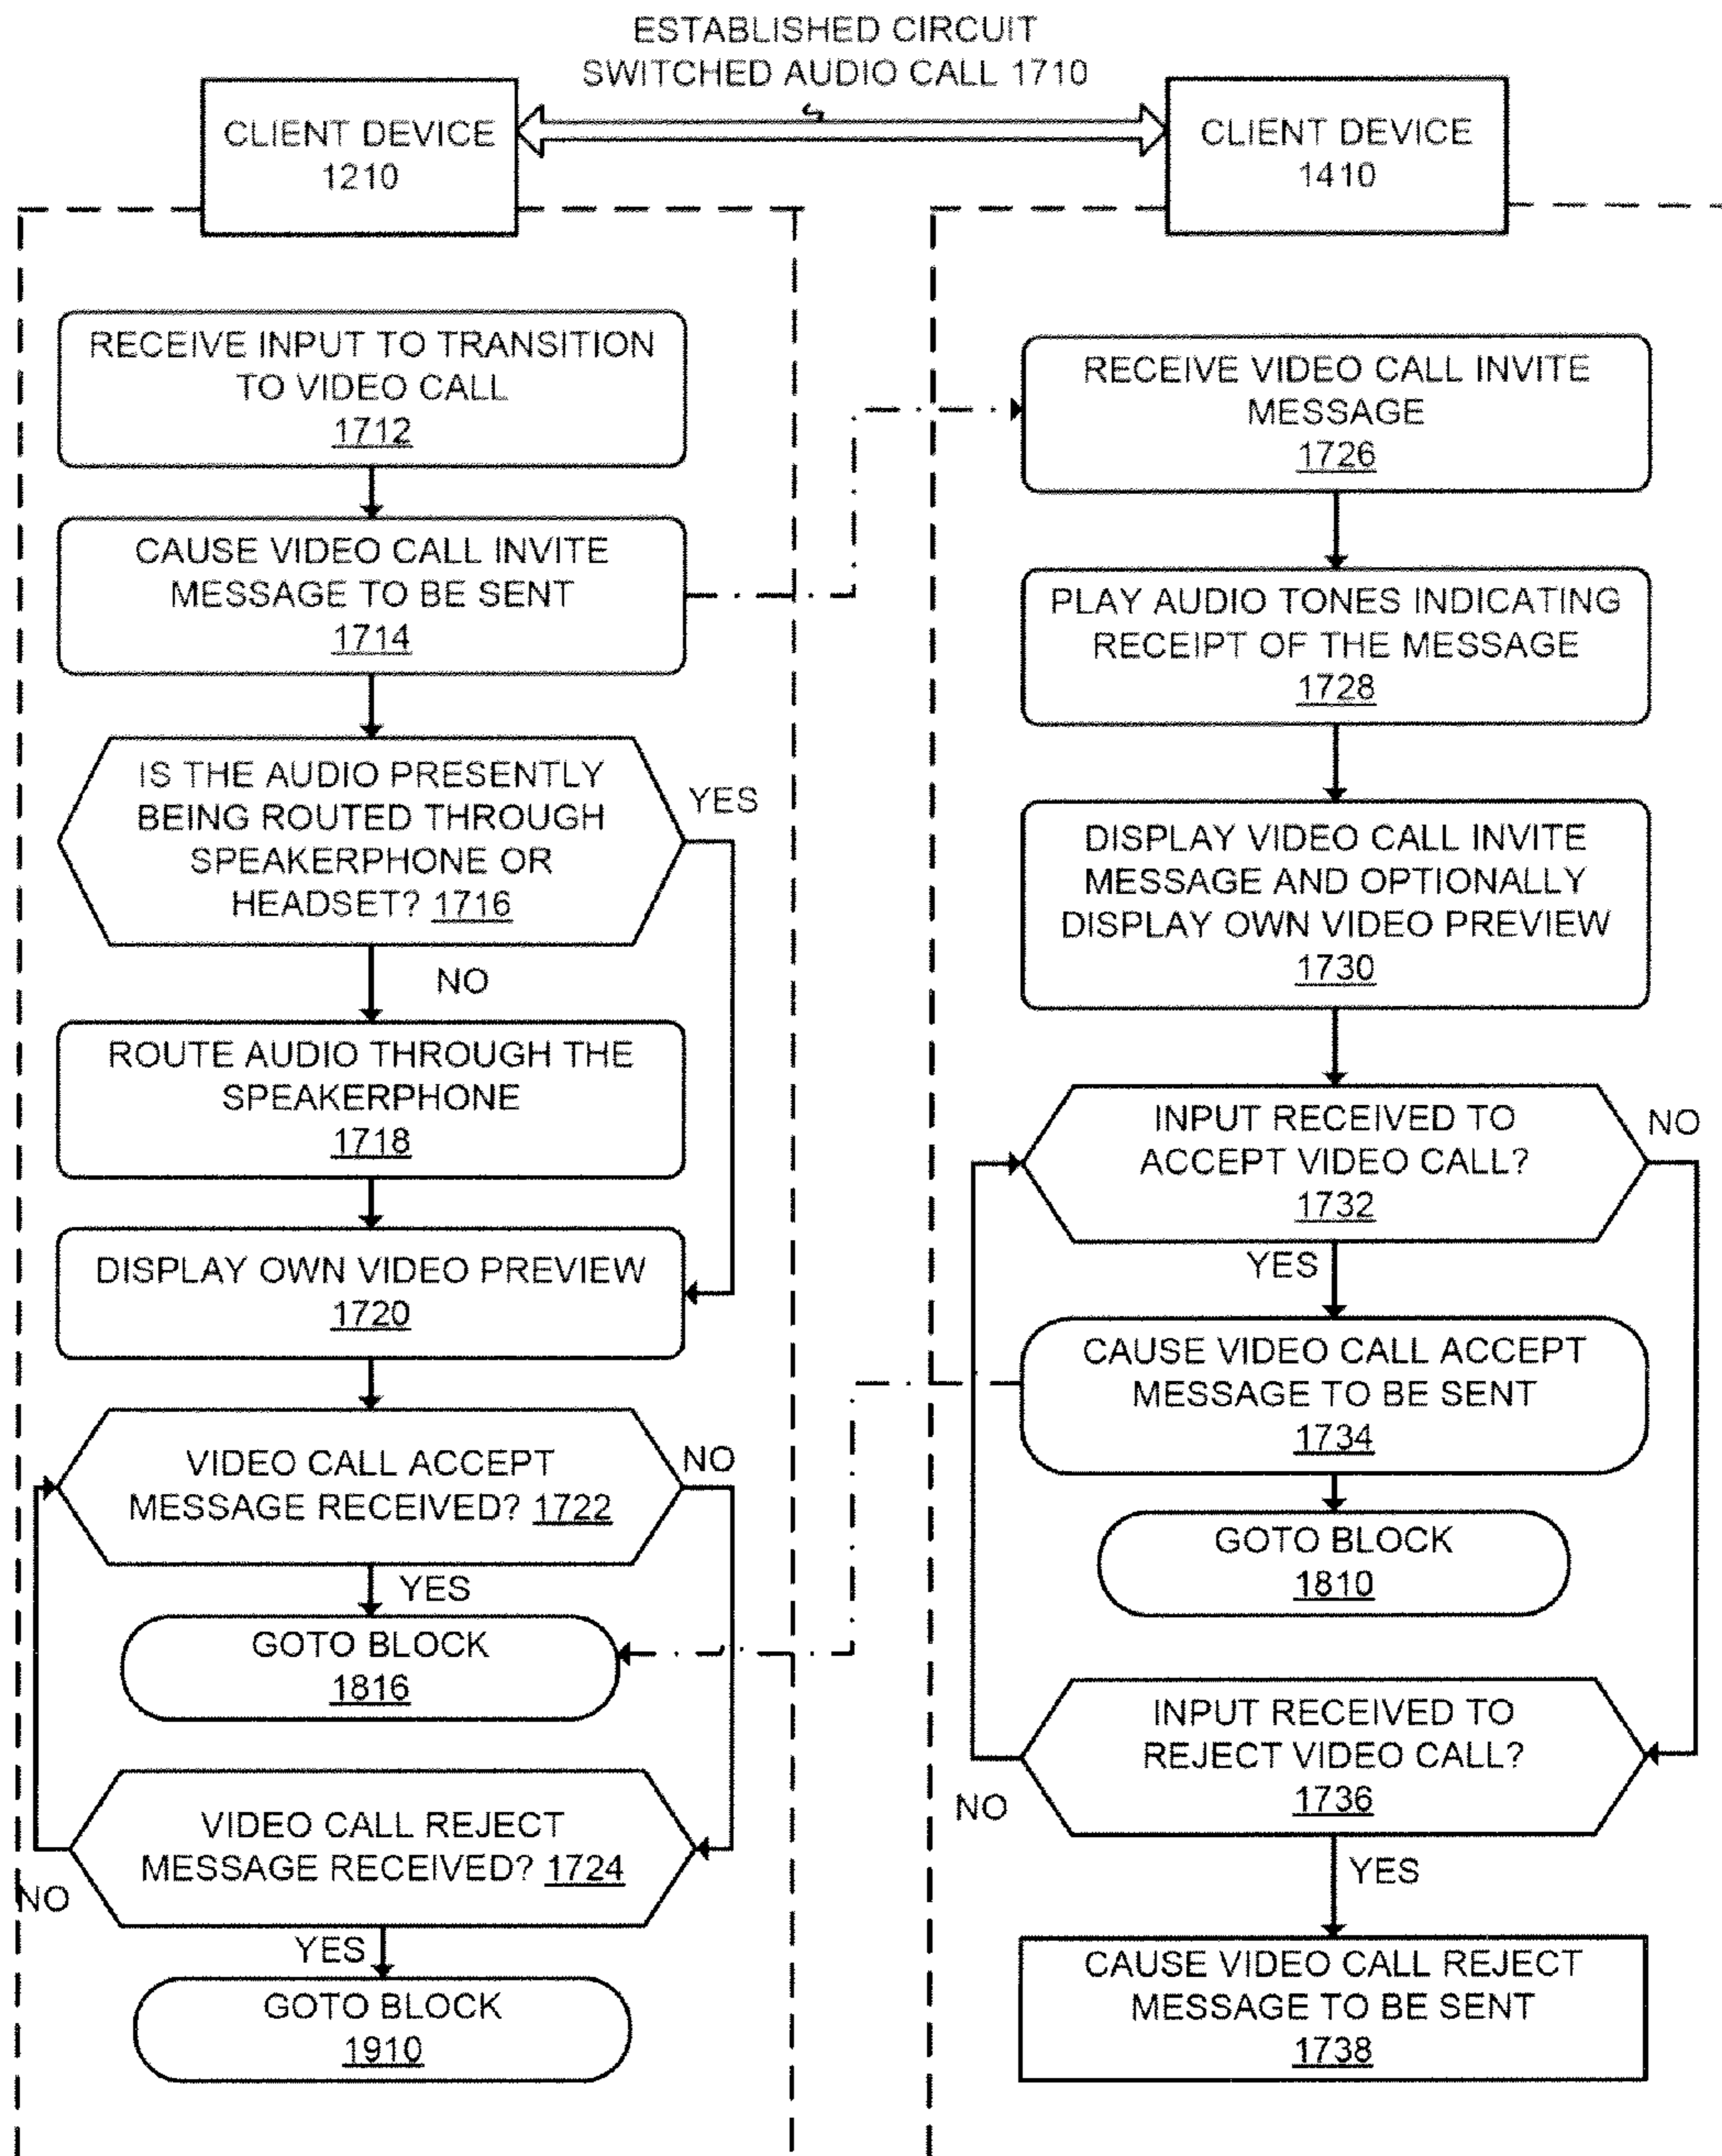 ESTABLISHED CIRCUIT
SWITCHED AUDIO CALL 1710
CLIENT DEVICE
1210
CLIENT DEVICE
1410
RECEIVE INPUT TO TRANSITION
TO VIDEO CALL
1712
CAUSE VIDEO CALL INVITE
MESSAGE TO BE SENT
1714
IS THE AUDIO PRESENTLY
BEING ROUTED THROUGH
SPEAKERPHONE OR
HEADSET? 1716
YES
NO
ROUTE AUDIO THROUGH THE
SPEAKERPHONE
1718
DISPLAY OWN VIDEO PREVIEW
1720
VIDEO CALL ACCEPT
MESSAGE RECEIVED? 1722
NO
YES
GOTO BLOCK
1816
VIDEO CALL REJECT
MESSAGE RECEIVED? 1724
NO
YES
GOTO BLOCK
1910
RECEIVE VIDEO CALL INVITE
MESSAGE
1726
PLAY AUDIO TONES INDICATING
RECEIPT OF THE MESSAGE
1728
DISPLAY VIDEO CALL INVITE
MESSAGE AND OPTIONALLY
DISPLAY OWN VIDEO PREVIEW
1730
INPUT RECEIVED TO
ACCEPT VIDEO CALL?
1732
NO
YES
CAUSE VIDEO CALL ACCEPT
MESSAGE TO BE SENT
1734
GOTO BLOCK
1810
INPUT RECEIVED TO
REJECT VIDEO CALL?
1736
NO
YES
CAUSE VIDEO CALL REJECT
MESSAGE TO BE SENT
1738